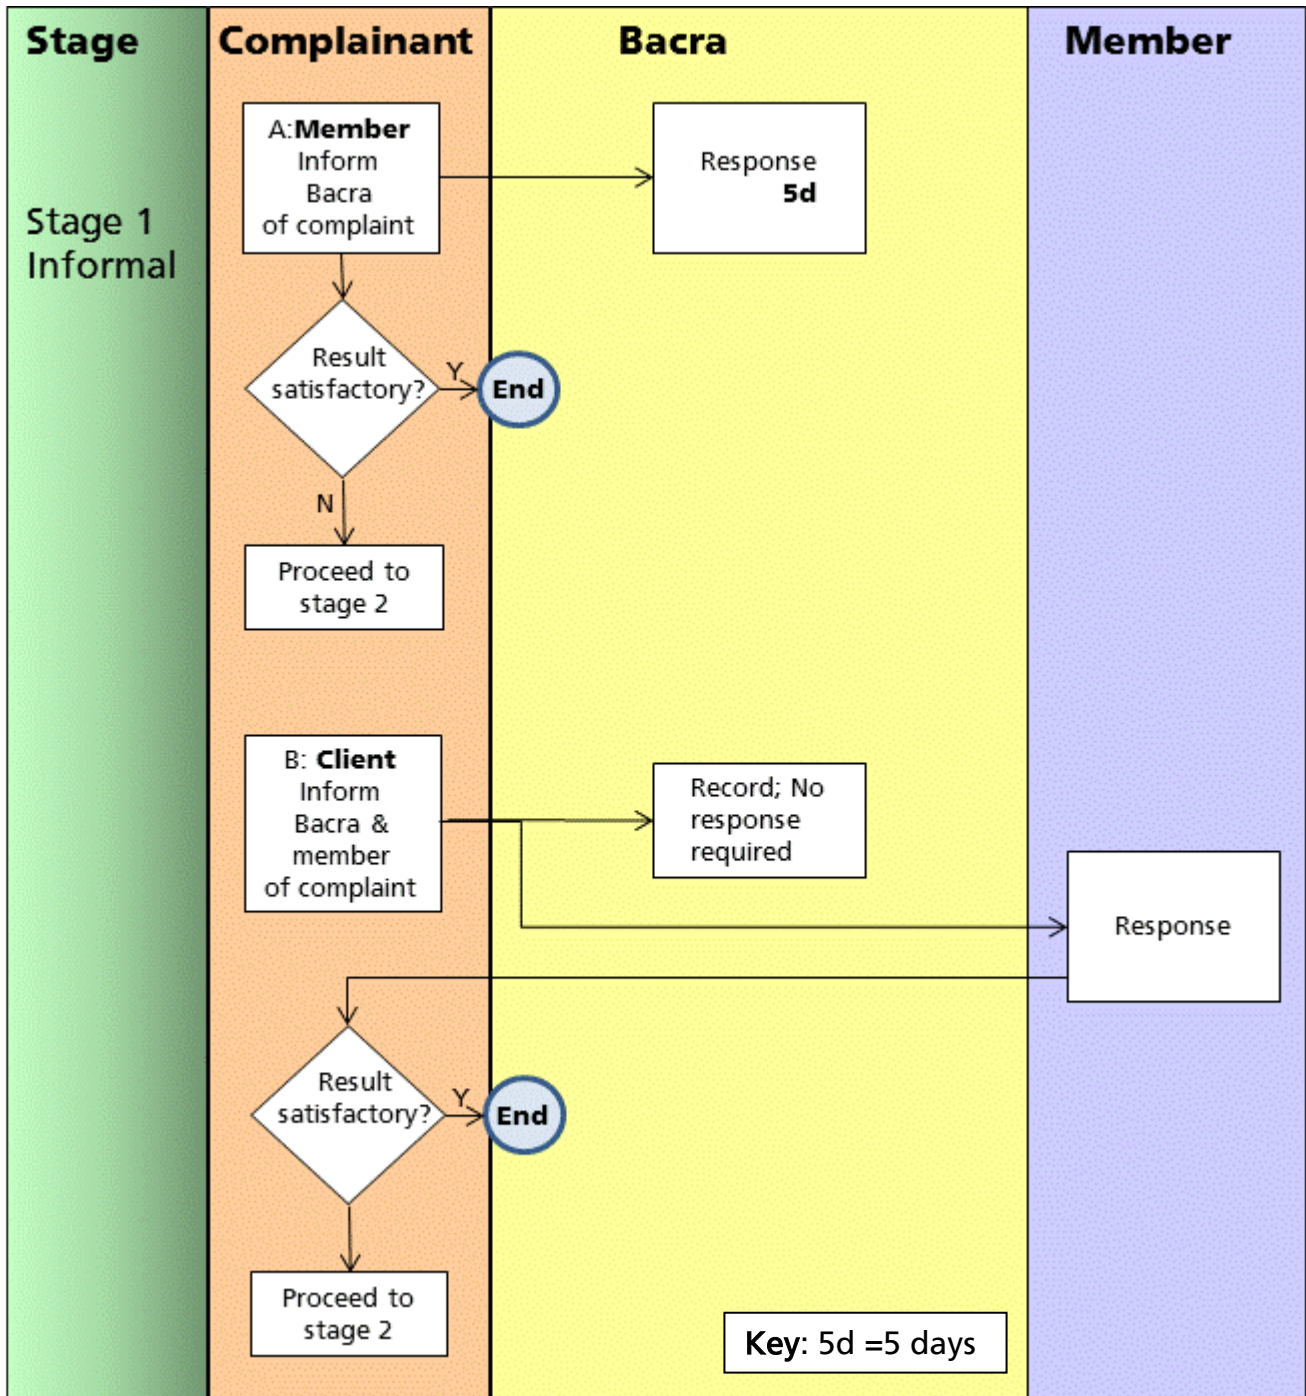 Stage
Complainant
Bacra
Member
Stage 1
Informal
A:Member
Inform
Bacra
of complaint
Response
5d
Result
satisfactory?
Y
End
N
Proceed to
stage 2
B: Client
Inform
Bacra &
member
of complaint
Record; No
response
required
Response
Result
satisfactory?
Y
End
Proceed to
stage 2
Key: 5d =5 days